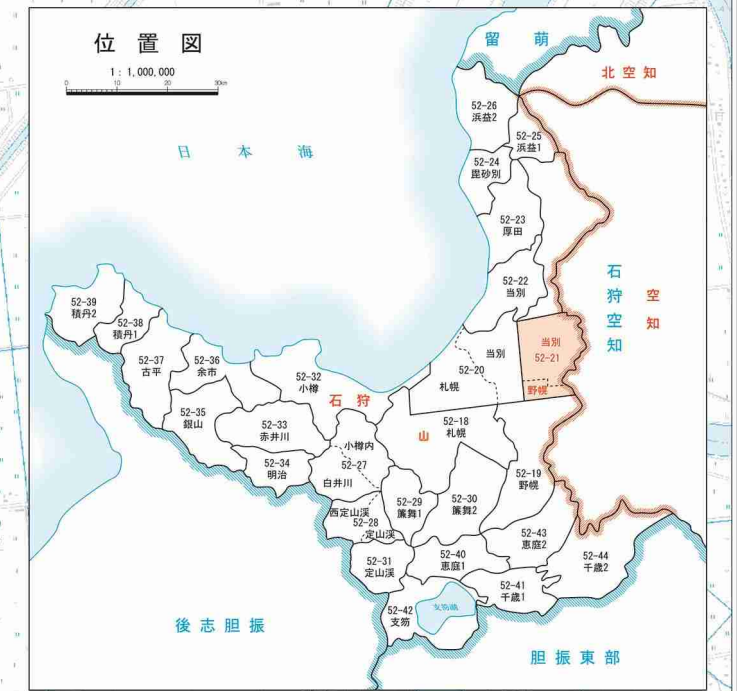 位置図
1：1,000,000
0 10 20 30km
留萌
北空知
日本海
52-26
浜益2
52-25
浜益1
52-24
毘砂別
52-23
厚田
52-22
当別
石狩空知
空知
52-39
積丹2
52-38
積丹1
52-37
古平
52-36
余市
52-32
小樽
当別
52-20
札幌
当別
52-21
野幌
石狩
山
52-35
銀山
52-33
赤井川
52-34
明治
小樽内
52-27
白井川
52-18
札幌
52-19
野幌
西定山渓
52-28
定山渓
52-29
簾舞1
52-30
簾舞2
52-31
定山渓
52-40
恵庭1
52-43
恵庭2
52-44
千歳2
52-41
千歳1
52-42
支笏
支笏湖
後志胆振
胆振東部